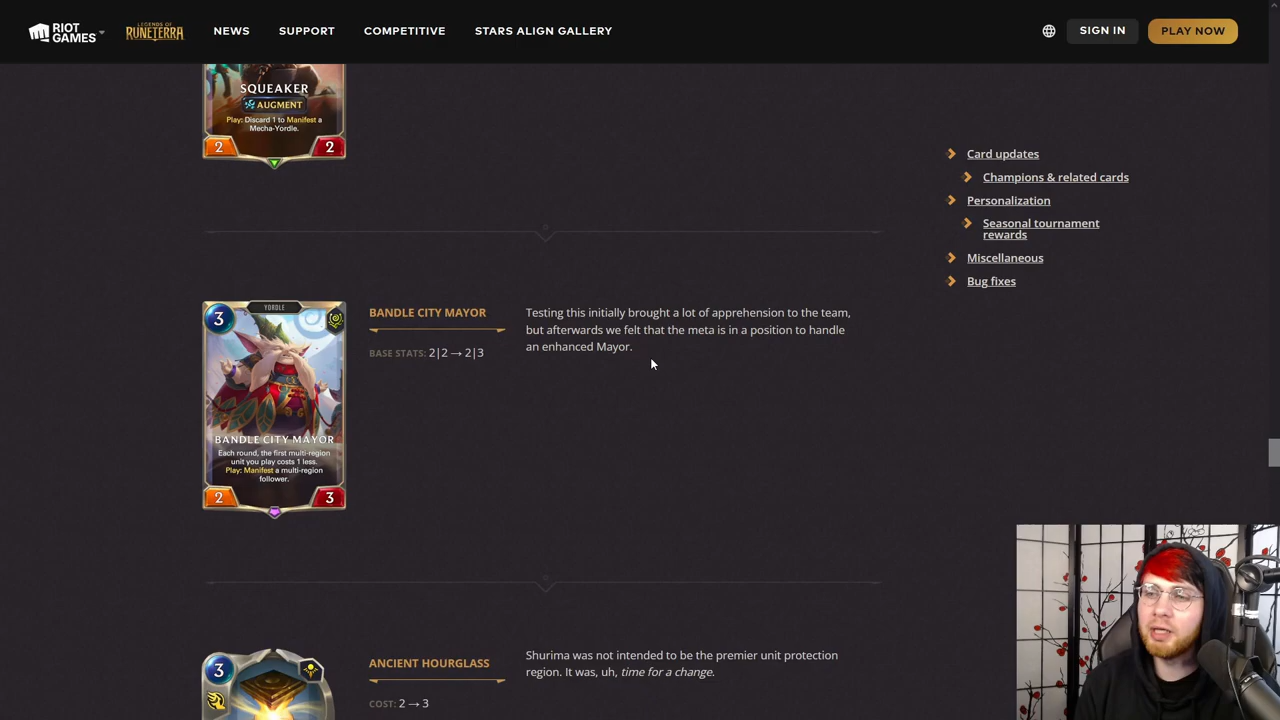 RIOT
GAMES
LEGENDS OF
RUNETERRA
NEWS
SUPPORT
COMPETITIVE
STARS ALIGN GALLERY
SIGN IN
PLAY NOW
SQUEAKER
AUGMENT
Play: Discard 1 to Manifest a
Mecha-Yordle.
2
2
Card updates
Champions & related cards
Personalization
Seasonal tournament
rewards
Miscellaneous
Bug fixes
3
YORDLE
BANDLE CITY MAYOR
Each round, the first multi-region
unit you play costs 1 less.
Play: Manifest a multi-region
follower.
2
3
BANDLE CITY MAYOR
BASE STATS: 2|2 → 2|3
Testing this initially brought a lot of apprehension to the team,
but afterwards we felt that the meta is in a position to handle
an enhanced Mayor.
3
ANCIENT HOURGLASS
COST: 2 → 3
Shurima was not intended to be the premier unit protection
region. It was, uh, time for a change.